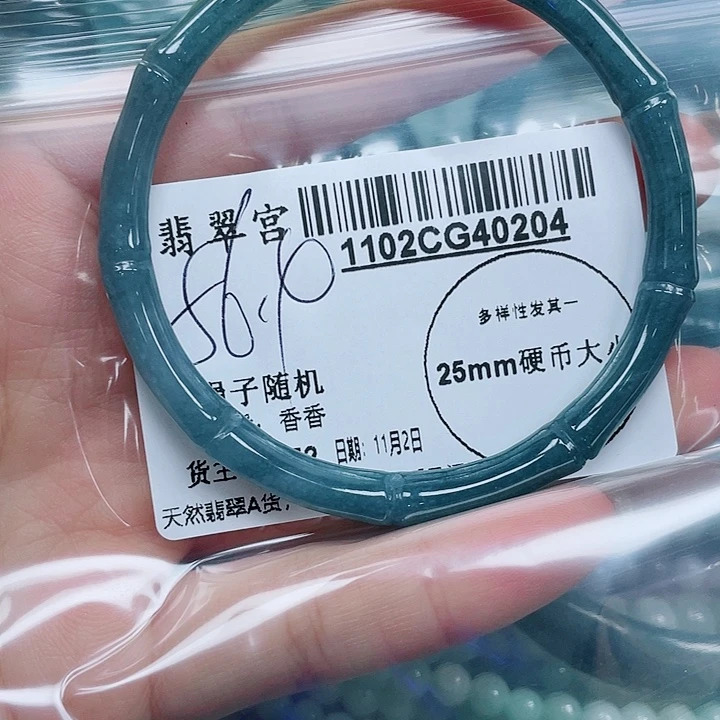 翡翠宫
1102CG40204
56.90
多样性发其一
25mm硬币大小
子随机
香香
日期：11月2日
货主
天然翡翠A货，